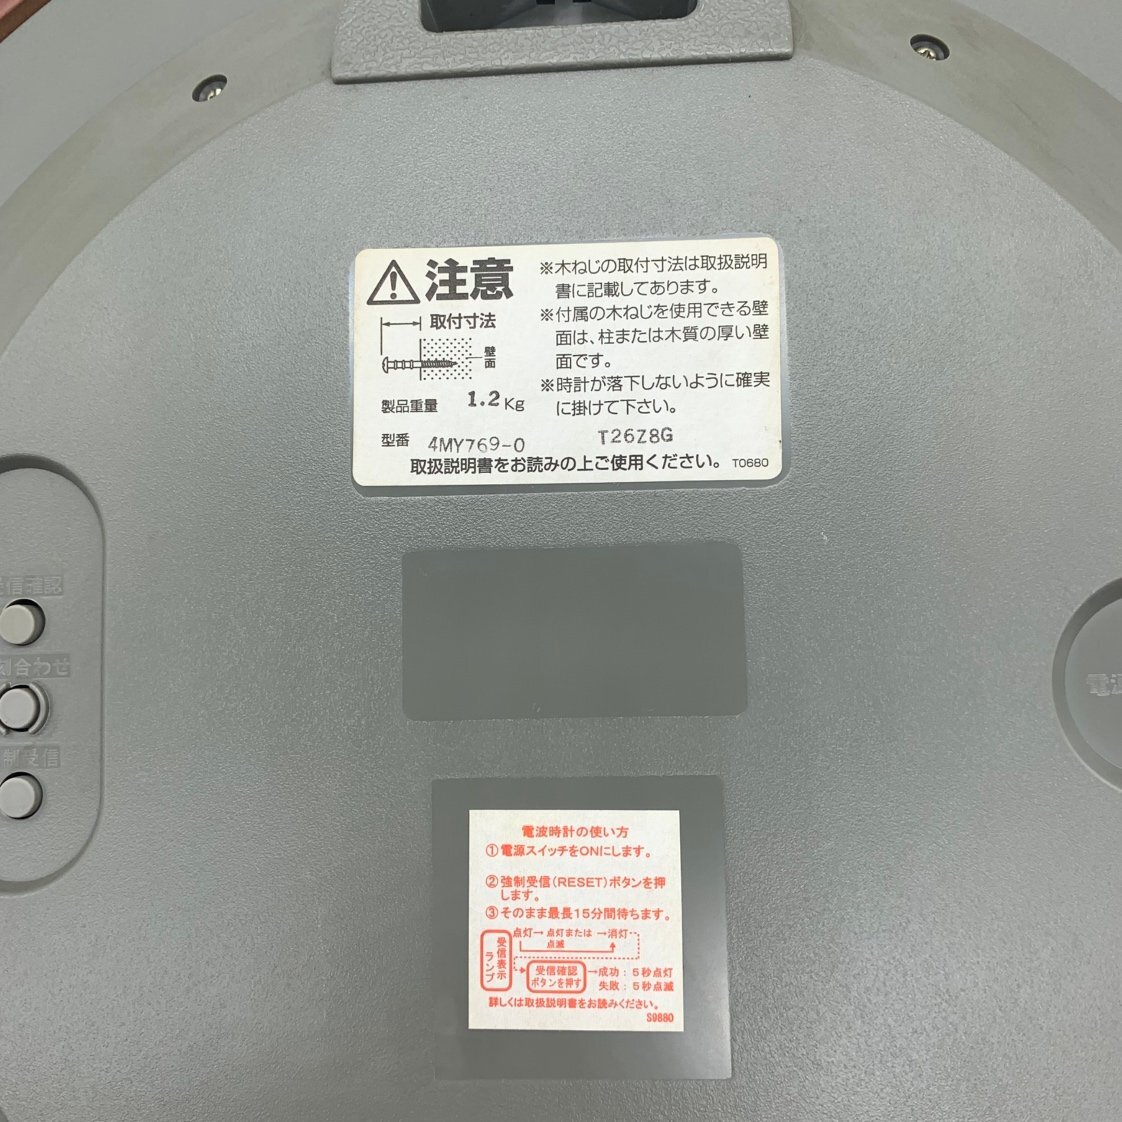 ⚠注意
取付寸法
壁面
製品重量 1.2Kg
※木ねじの取付寸法は取扱説明
書に記載してあります。
※付属の木ねじを使用できる壁
面は、柱または木質の厚い壁
面です。
※時計が落下しないように確実
に掛けて下さい。
型番 4MY769-0 T26Z8G
取扱説明書をお読みの上ご使用ください。 T0680
信確認
刻合わせ
制受信
電源
電波時計の使い方
①電源スイッチをONにします。
②強制受信(RESET)ボタンを押
します。
③そのまま最長15分間待ちます。
受信表示
ランプ
点灯→点灯または→消灯
点滅
受信確認
ボタンを押す
→成功:5秒点灯
失敗:5秒点滅
詳しくは取扱説明書をお読みください。
S9880